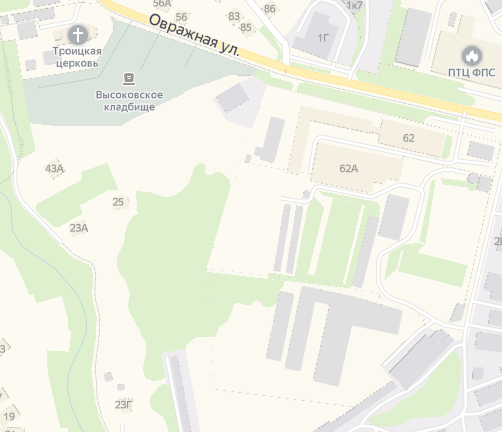 56А
56
83
86
85
1к7
Овражная ул.
1Г
Троицкая
церковь
ПТЦ ФПС
Высоковское
кладбище
62
62А
43А
25
23А
23Г
19